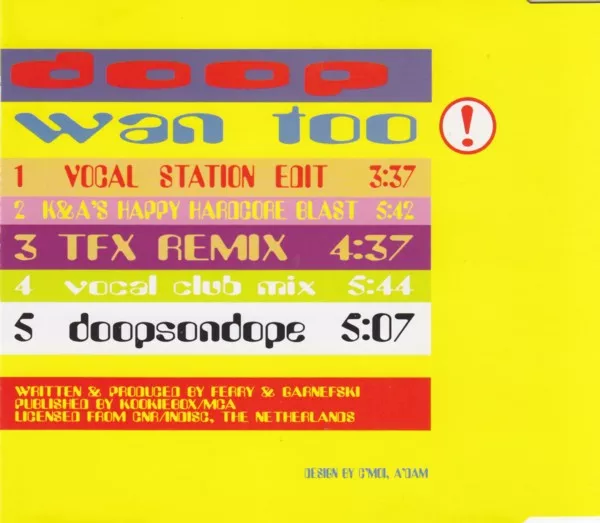 doop
wan too !
1 VOCAL STATION EDIT 3:37
2 K&A'S HAPPY HARDCORE BLAST 5:42
3 TFX REMIX 4:37
4 vocal club mix 5:44
5 doopsondope 5:07
WRITTEN & PRODUCED BY FERRY & GARNEFSKI
PUBLISHED BY KOOKIEBOX/MCA
LICENSED FROM CNR/INDISC, THE NETHERLANDS
DESIGN BY C'MOI, A'DAM